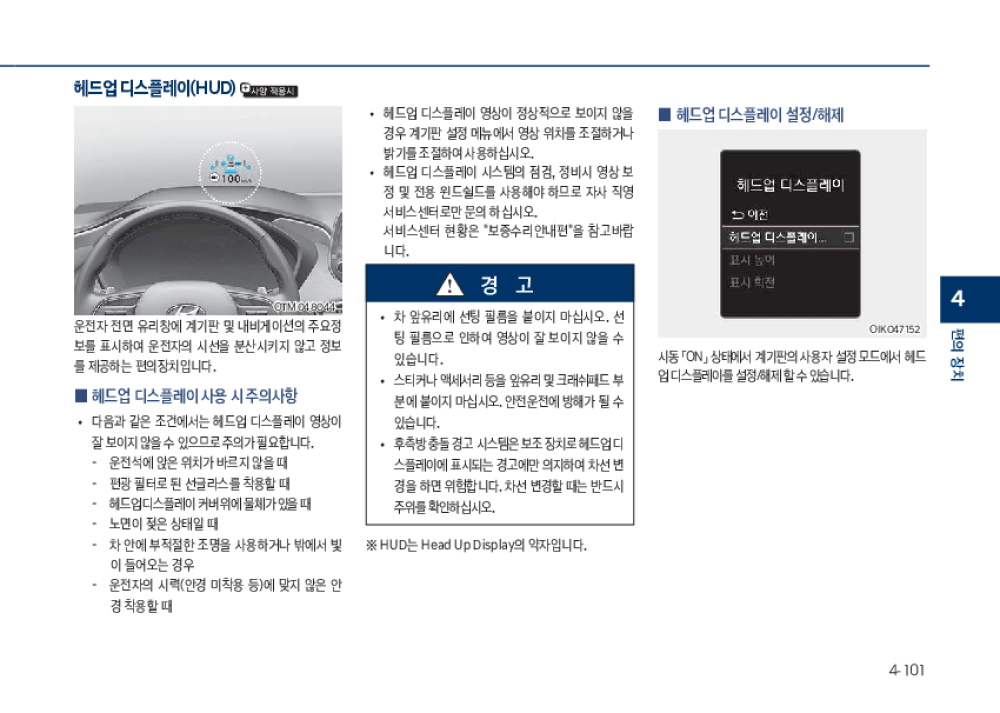 헤드업 디스플레이(HUD) 사양 적용시
100km/h
OTM048644
운전자 전면 유리창에 계기판 및 내비게이션의 주요정
보를 표시하여 운전자의 시선을 분산시키지 않고 정보
를 제공하는 편의장치입니다.
■ 헤드업 디스플레이 사용 시 주의사항
• 다음과 같은 조건에서는 헤드업 디스플레이 영상이
잘 보이지 않을 수 있으므로 주의가 필요합니다.
- 운전석에 앉은 위치가 바르지 않을 때
- 편광 필터로 된 선글라스를 착용할 때
- 헤드업디스플레이 커버위에 물체가 있을 때
- 노면이 젖은 상태일 때
- 차 안에 부적절한 조명을 사용하거나 밖에서 빛
이 들어오는 경우
- 운전자의 시력(안경 미착용 등)에 맞지 않은 안
경 착용할 때
• 헤드업 디스플레이 영상이 정상적으로 보이지 않을
경우 계기판 설정 메뉴에서 영상 위치를 조절하거나
밝기를 조절하여 사용하십시오.
• 헤드업 디스플레이 시스템의 점검, 정비시 영상 보
정 및 전용 윈드쉴드를 사용해야 하므로 자사 직영
서비스센터로만 문의 하십시오.
서비스센터 현황은 "보증수리안내편"을 참고바랍
니다.
경 고
• 차 앞유리에 선팅 필름을 붙이지 마십시오. 선
팅 필름으로 인하여 영상이 잘 보이지 않을 수
있습니다.
• 스티커나 액세서리 등을 앞유리 및 크래쉬패드 부
분에 붙이지 마십시오. 안전운전에 방해가 될 수
있습니다.
• 후측방 충돌 경고 시스템은 보조 장치로 헤드업 디
스플레이에 표시되는 경고에만 의지하여 차선 변
경을 하면 위험합니다. 차선 변경할 때는 반드시
주위를 확인하십시오.
※ HUD는 Head Up Display의 약자입니다.
■ 헤드업 디스플레이 설정/해제
헤드업 디스플레이
이전
헤드업 디스플레이...
표시 높이
표시 회전
OIK047152
시동 「ON」 상태에서 계기판의 사용자 설정 모드에서 헤드
업 디스플레이를 설정/해제 할 수 있습니다.
4
편의 장치
4-101